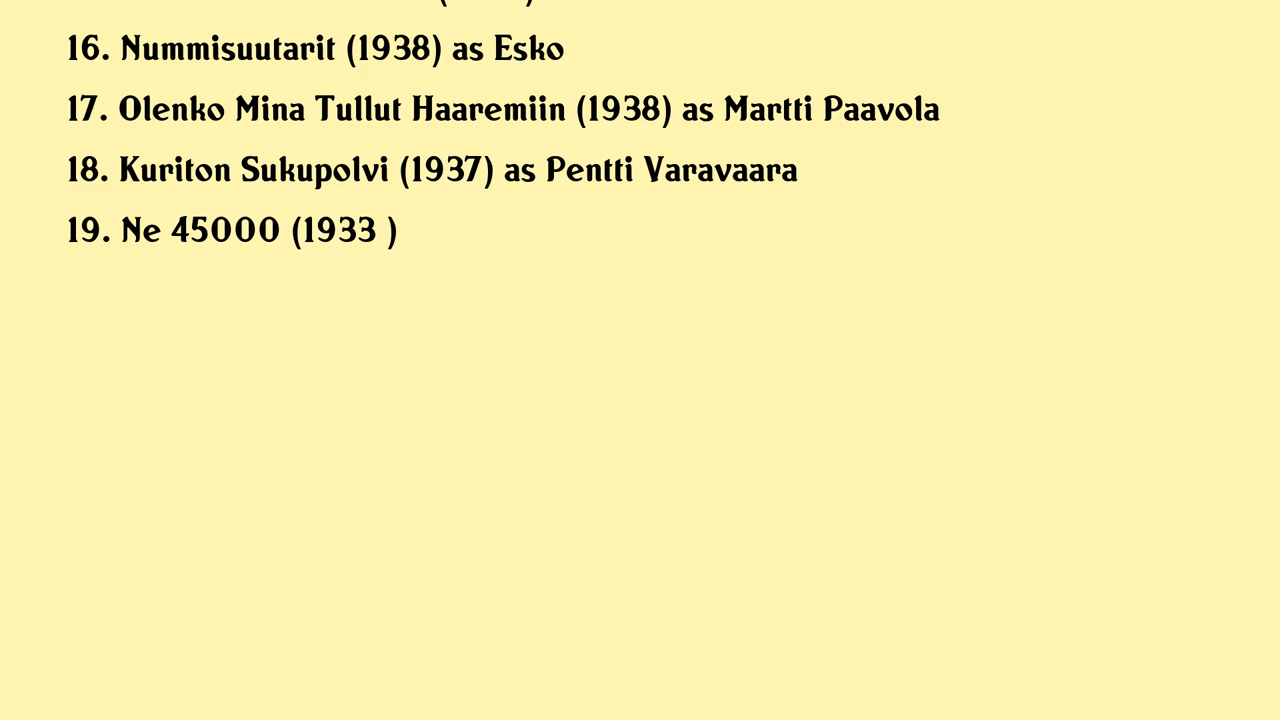 16. Nummisuutarit (1938) as Esko
17. Olenko Mina Tullut Haaremiin (1938) as Martti Paavola
18. Kuriton Sukupolvi (1937) as Pentti Varavaara
19. Ne 45000 (1933 )